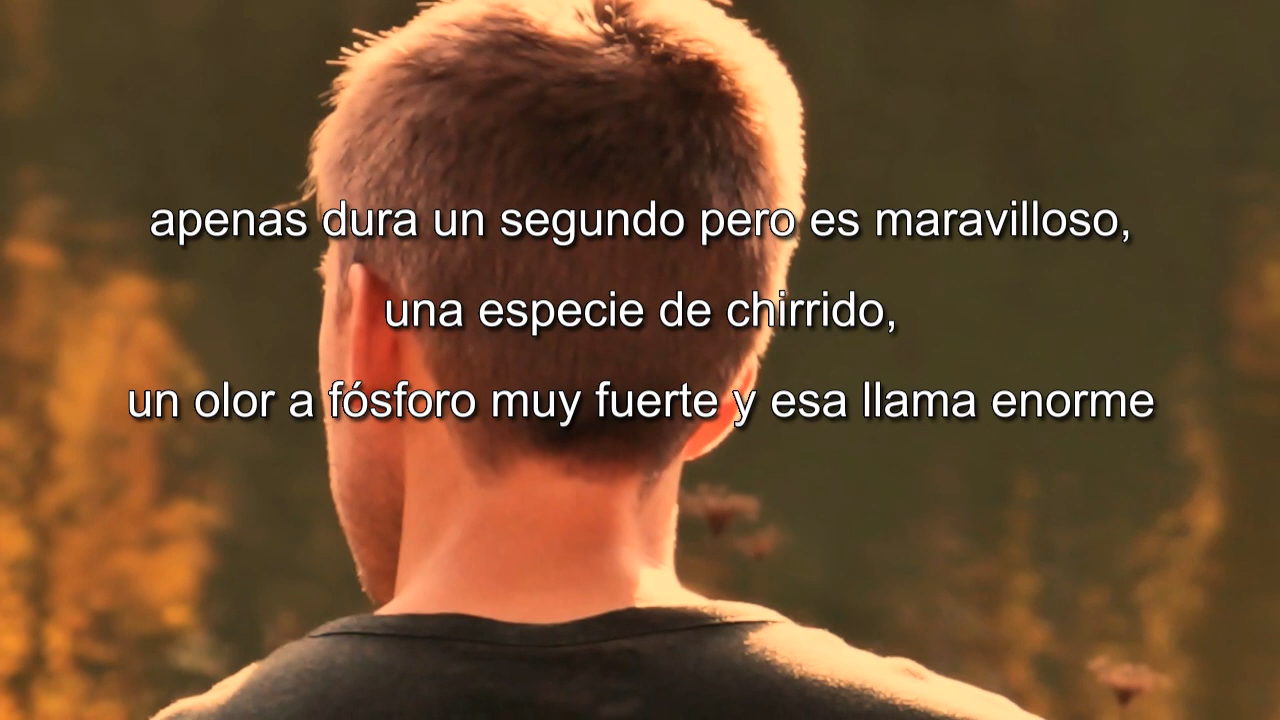 apenas dura un segundo pero es maravilloso,
una especie de chirrido,
un olor a fósforo muy fuerte y esa llama enorme